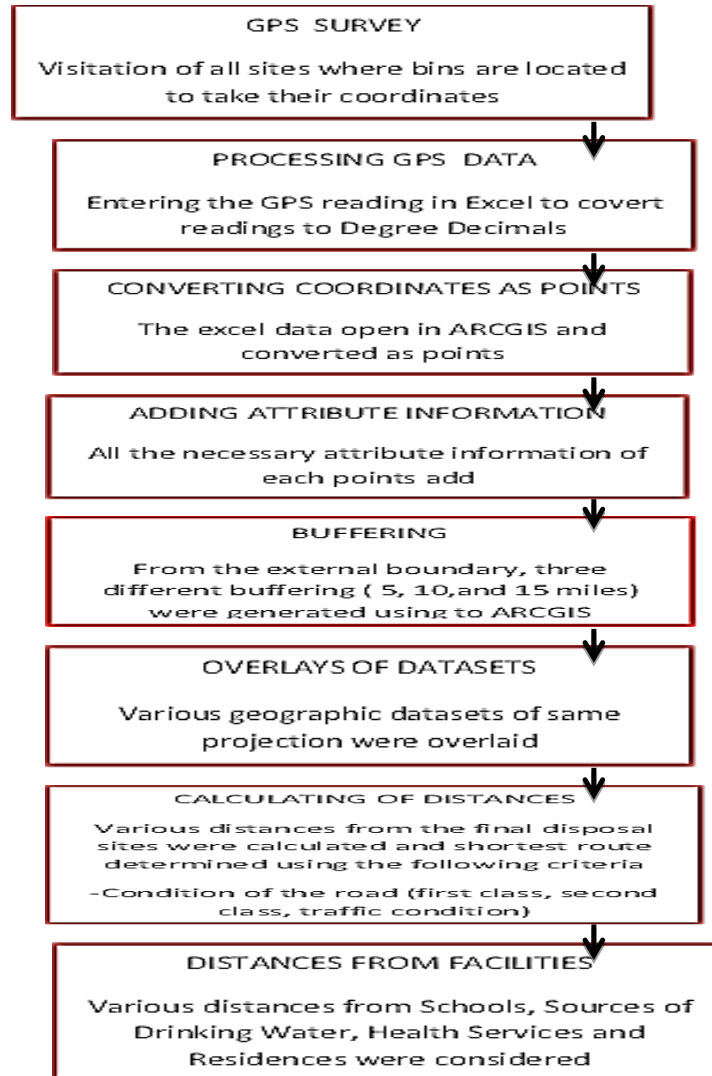 GPS SURVEY
Visitation of all sites where bins are located
to take their coordinates
PROCESSING GPS DATA
Entering the GPS reading in Excel to covert
readings to Degree Decimals
CONVERTING COORDINATES AS POINTS
The excel data open in ARCGIS and
converted as points
ADDING ATTRIBUTE INFORMATION
All the necessary attribute information of
each points add
BUFFERING
From the external boundary, three
different buffering ( 5, 10,and 15 miles)
were generated using to ARCGIS
OVERLAYS OF DATASETS
Various geographic datasets of same
projection were overlaid
CALCULATING OF DISTANCES
Various distances from the final disposal
sites were calculated and shortest route
determined using the following criteria
-Condition of the road (first class, second
class, traffic condition)
DISTANCES FROM FACILITIES
Various distances from Schools, Sources of
Drinking Water, Health Services and
Residences were considered